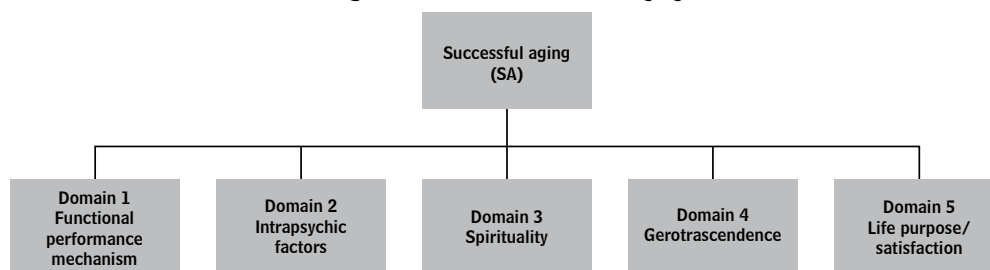 Successful aging
(SA)
Domain 1
Functional
performance
mechanism
Domain 2
Intrapsychic
factors
Domain 3
Spirituality
Domain 4
Gerotrascendence
Domain 5
Life purpose/
satisfaction